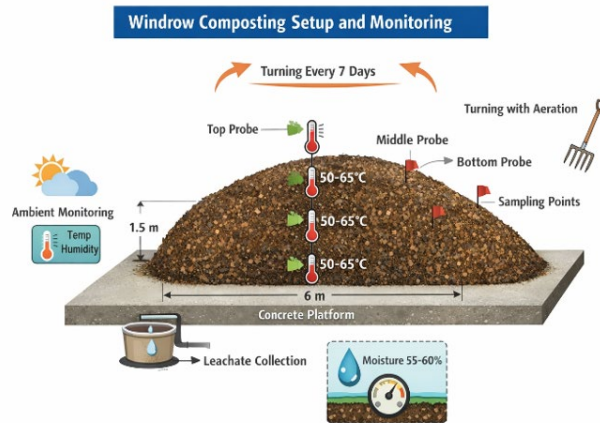 Windrow Composting Setup and Monitoring
Turning Every 7 Days
Turning with Aeration
Top Probe
Middle Probe
Bottom Probe
50-65°C
Sampling Points
Ambient Monitoring
Temp
Humidity
1.5 m
50-65°C
50-65°C
6 m
Concrete Platform
Leachate Collection
Moisture 55-60%